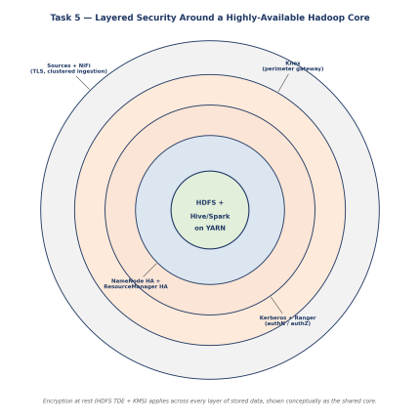 Task 5 — Layered Security Around a Highly-Available Hadoop Core
Sources + NiFi
(TLS, clustered ingestion)
Knox
(perimeter gateway)
HDFS +
Hive/Spark
on YARN
NameNode HA +
ResourceManager HA
Kerberos + Ranger
(authN / authZ)
Encryption at rest (HDFS TDE + KMS) applies across every layer of stored data, shown conceptually as the shared core.